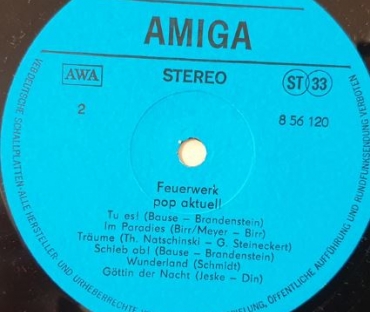 AMIGA
AWA
STEREO
ST 33
2
8 56 120
Feuerwerk
pop aktuell
Tu es! (Bause – Brandenstein)
Im Paradies (Birr/Meyer – Birr)
Träume (Th. Natschinski – G. Steineckert)
Schieb ab! (Bause – Brandenstein)
Wunderland (Schmidt)
Göttin der Nacht (Jeske – Din)
VEB DEUTSCHE SCHALLPLATTEN · ALLE HERSTELLER- UND URHEBERRECHTE
ÖFFENTLICHE AUFFÜHRUNG UND RUNDFUNKSENDUNG VERBOTEN